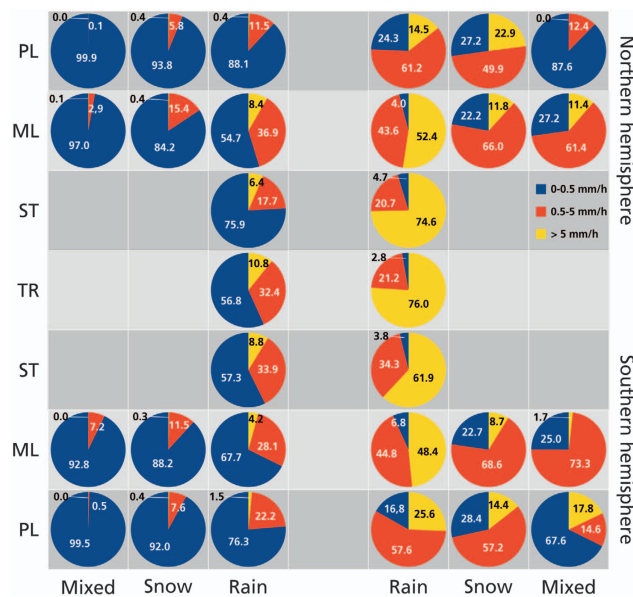 PL
0.0 0.1 99.9
0.4 5.8 93.8
0.4 11.5 88.1
24.3 14.5 61.2
27.2 22.9 49.9
0.0 12.4 87.6
ML
0.1 2,9 97.0
0.4 15.4 84.2
8.4 54.7 36.9
4.0 43.6 52.4
11.8 22.2 66.0
11.4 27.2 61.4
ST
6.4 17.7 75.9
4.7 20.7 74.6
0-0.5 mm/h
0.5-5 mm/h
> 5 mm/h
TR
10.8 32.4 56.8
2.8 21.2 76.0
ST
8.8 33.9 57.3
3.8 34.3 61.9
ML
0.0 7.2 92.8
0.3 11.5 88.2
4.2 28.1 67.7
6.8 44.8 48.4
8.7 22.7 68.6
1.7 25.0 73.3
PL
0.0 0.5 99.5
0.4 7.6 92.0
1.5 22.2 76.3
16,8 25.6 57.6
14.4 28.4 57.2
17.8 14.6 67.6
Mixed Snow Rain Rain Snow Mixed
Northern hemisphere
Southern hemisphere